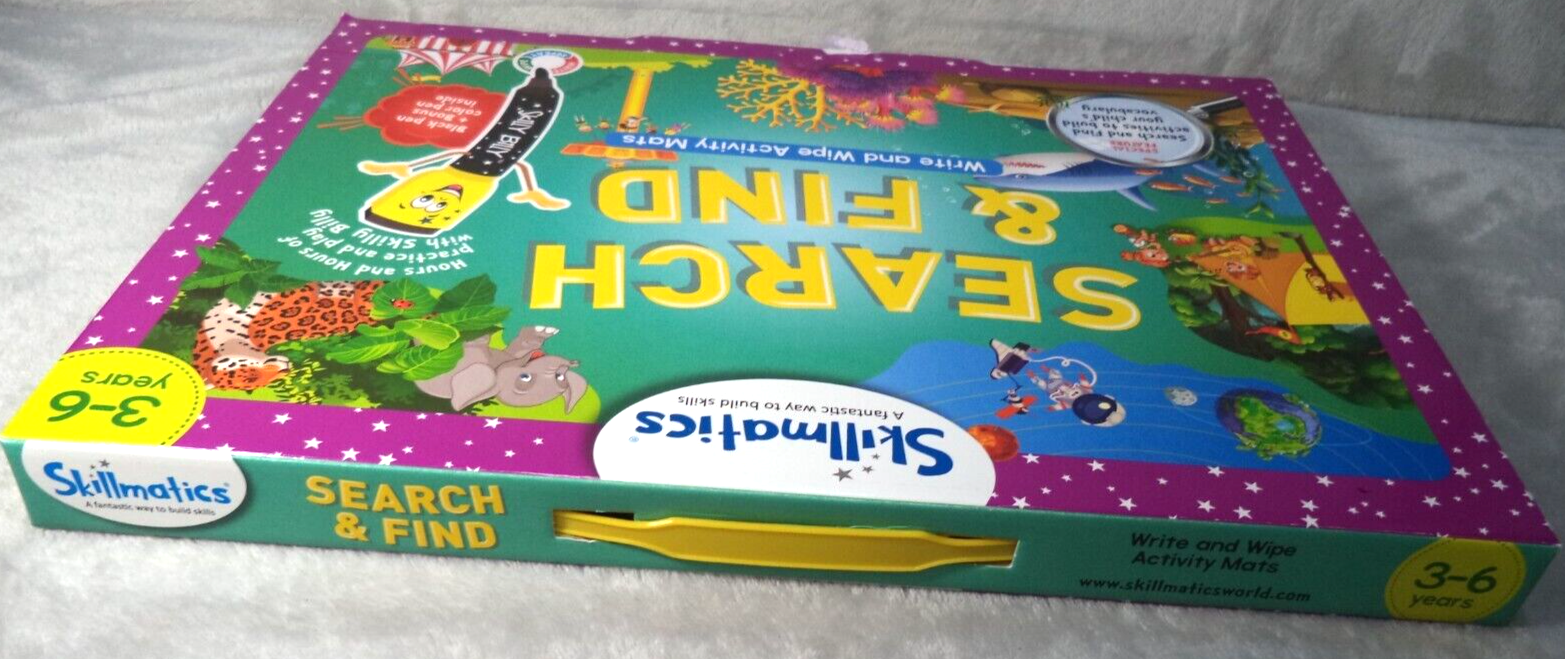 Skillmatics®
A fantastic way to build skills
SEARCH
& FIND
Write and Wipe Activity Mats
SPECIAL
FEATURE
Search and Find
activities to build
your child's
vocabulary
Black pen
+ Bonus
color pen
inside
SKILLY BILLY
Hours and Hours of
practice and play
with Skilly Billy
3-6
years
Skillmatics®
A fantastic way to build skills
SEARCH
& FIND
Write and Wipe
Activity Mats
www.skillmaticsworld.com
3-6
years